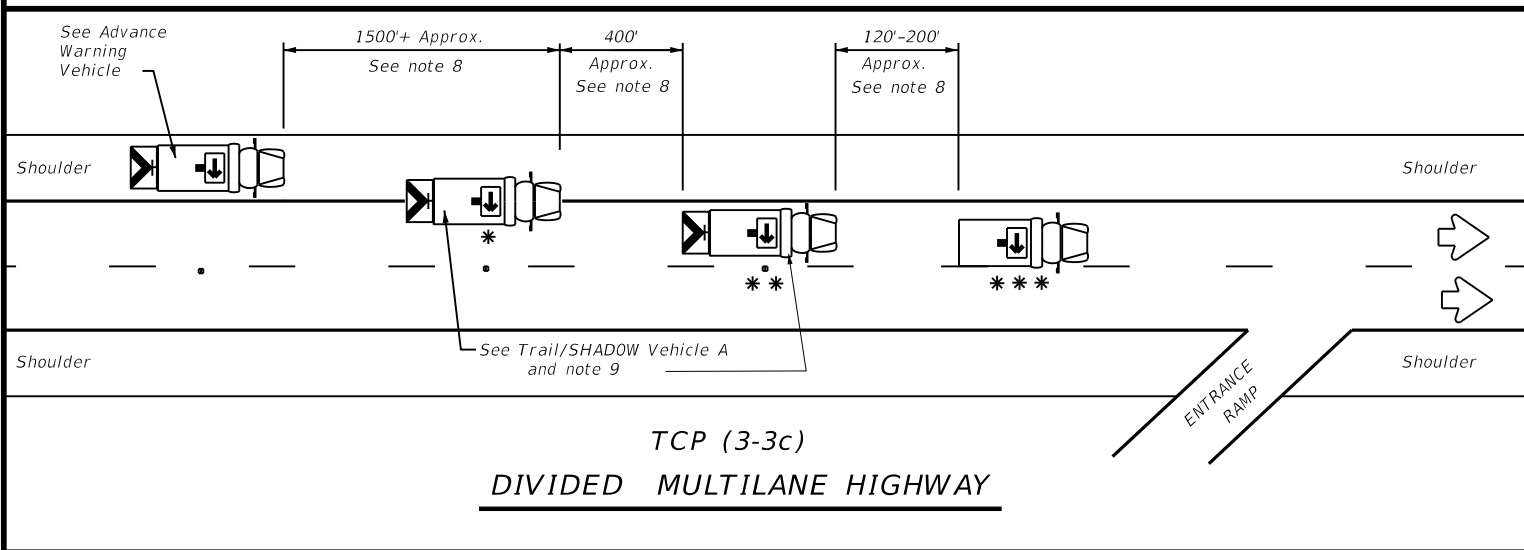 See Advance
Warning
Vehicle
1500'+ Approx.
See note 8
400'
Approx.
See note 8
120'-200'
Approx.
See note 8
Shoulder
Shoulder
*
* *
* * *
See Trail/SHADOW Vehicle A
and note 9
Shoulder
Shoulder
ENTRANCE
RAMP
TCP (3-3c)
DIVIDED MULTILANE HIGHWAY